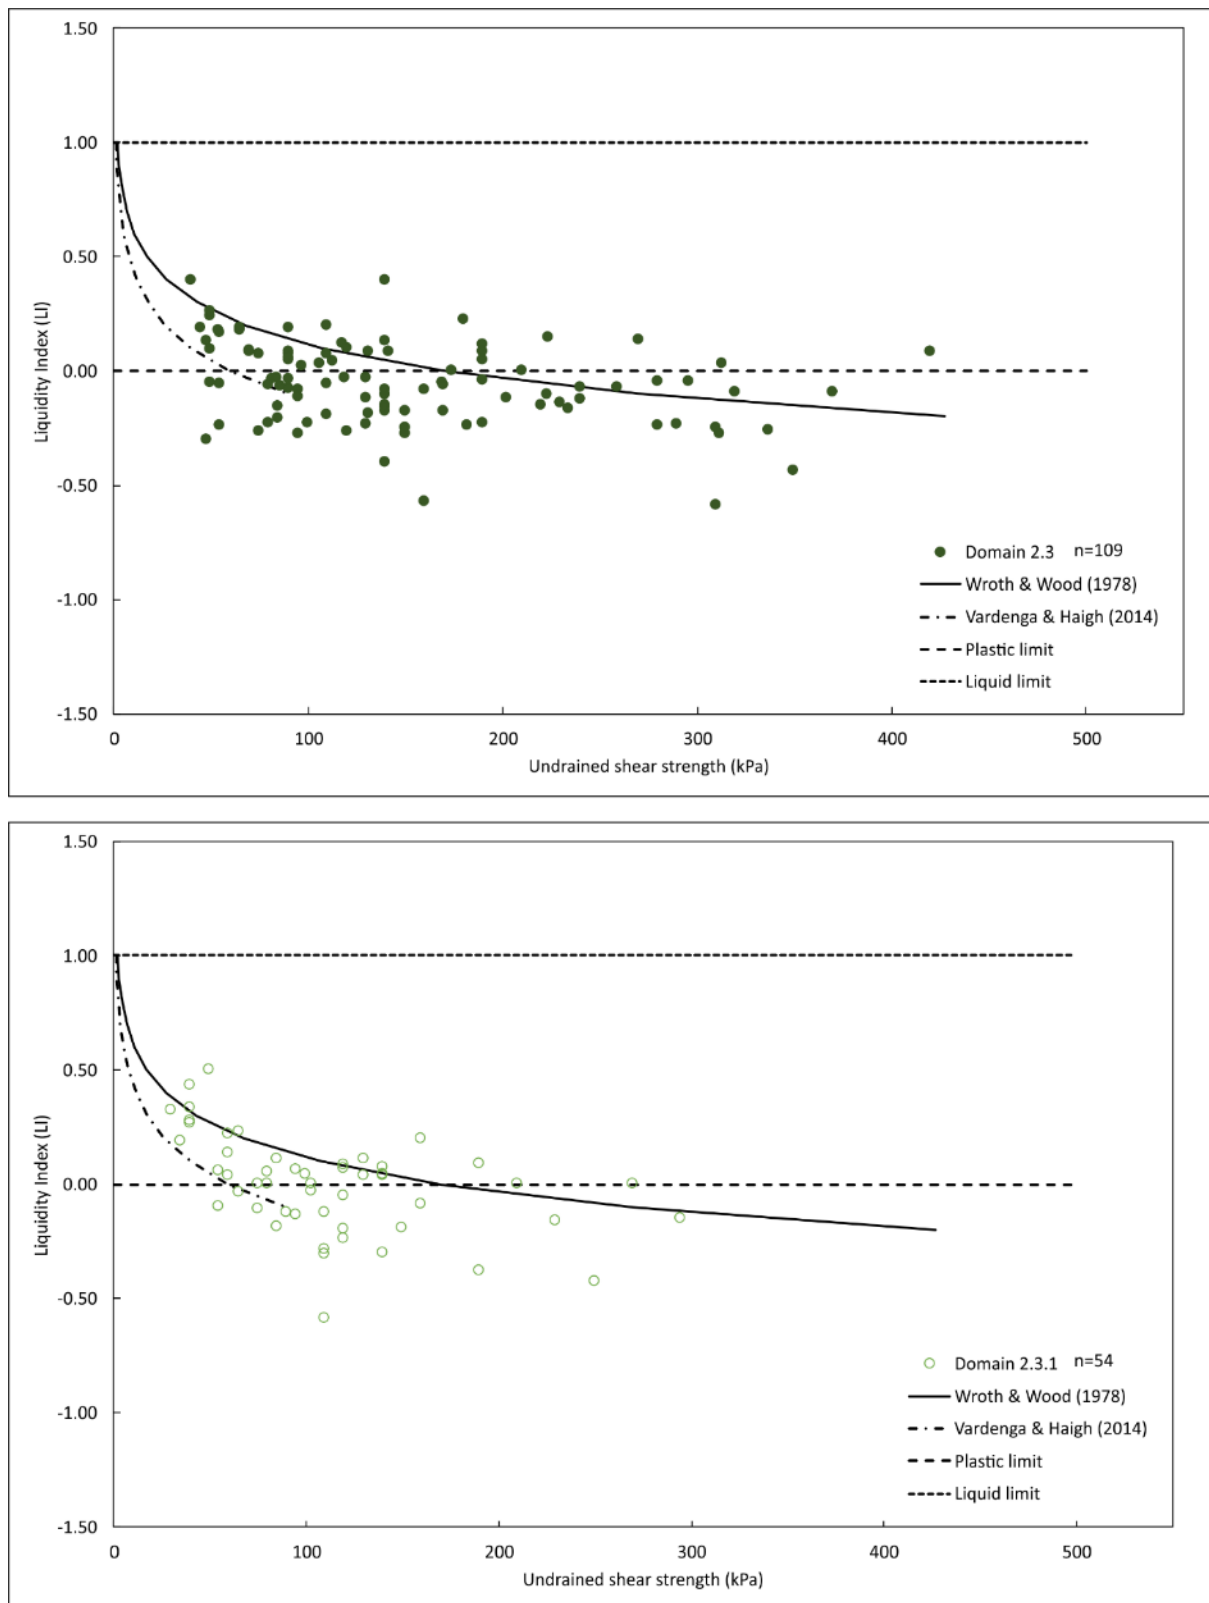 1.50
1.00
0.50
0.00
-0.50
-1.00
-1.50
Liquidity Index (LI)
0 100 200 300 400 500
Undrained shear strength (kPa)
Domain 2.3 n=109
Wroth & Wood (1978)
Vardenga & Haigh (2014)
Plastic limit
Liquid limit
1.50
1.00
0.50
0.00
-0.50
-1.00
-1.50
Liquidity Index (LI)
0 100 200 300 400 500
Undrained shear strength (kPa)
Domain 2.3.1 n=54
Wroth & Wood (1978)
Vardenga & Haigh (2014)
Plastic limit
Liquid limit